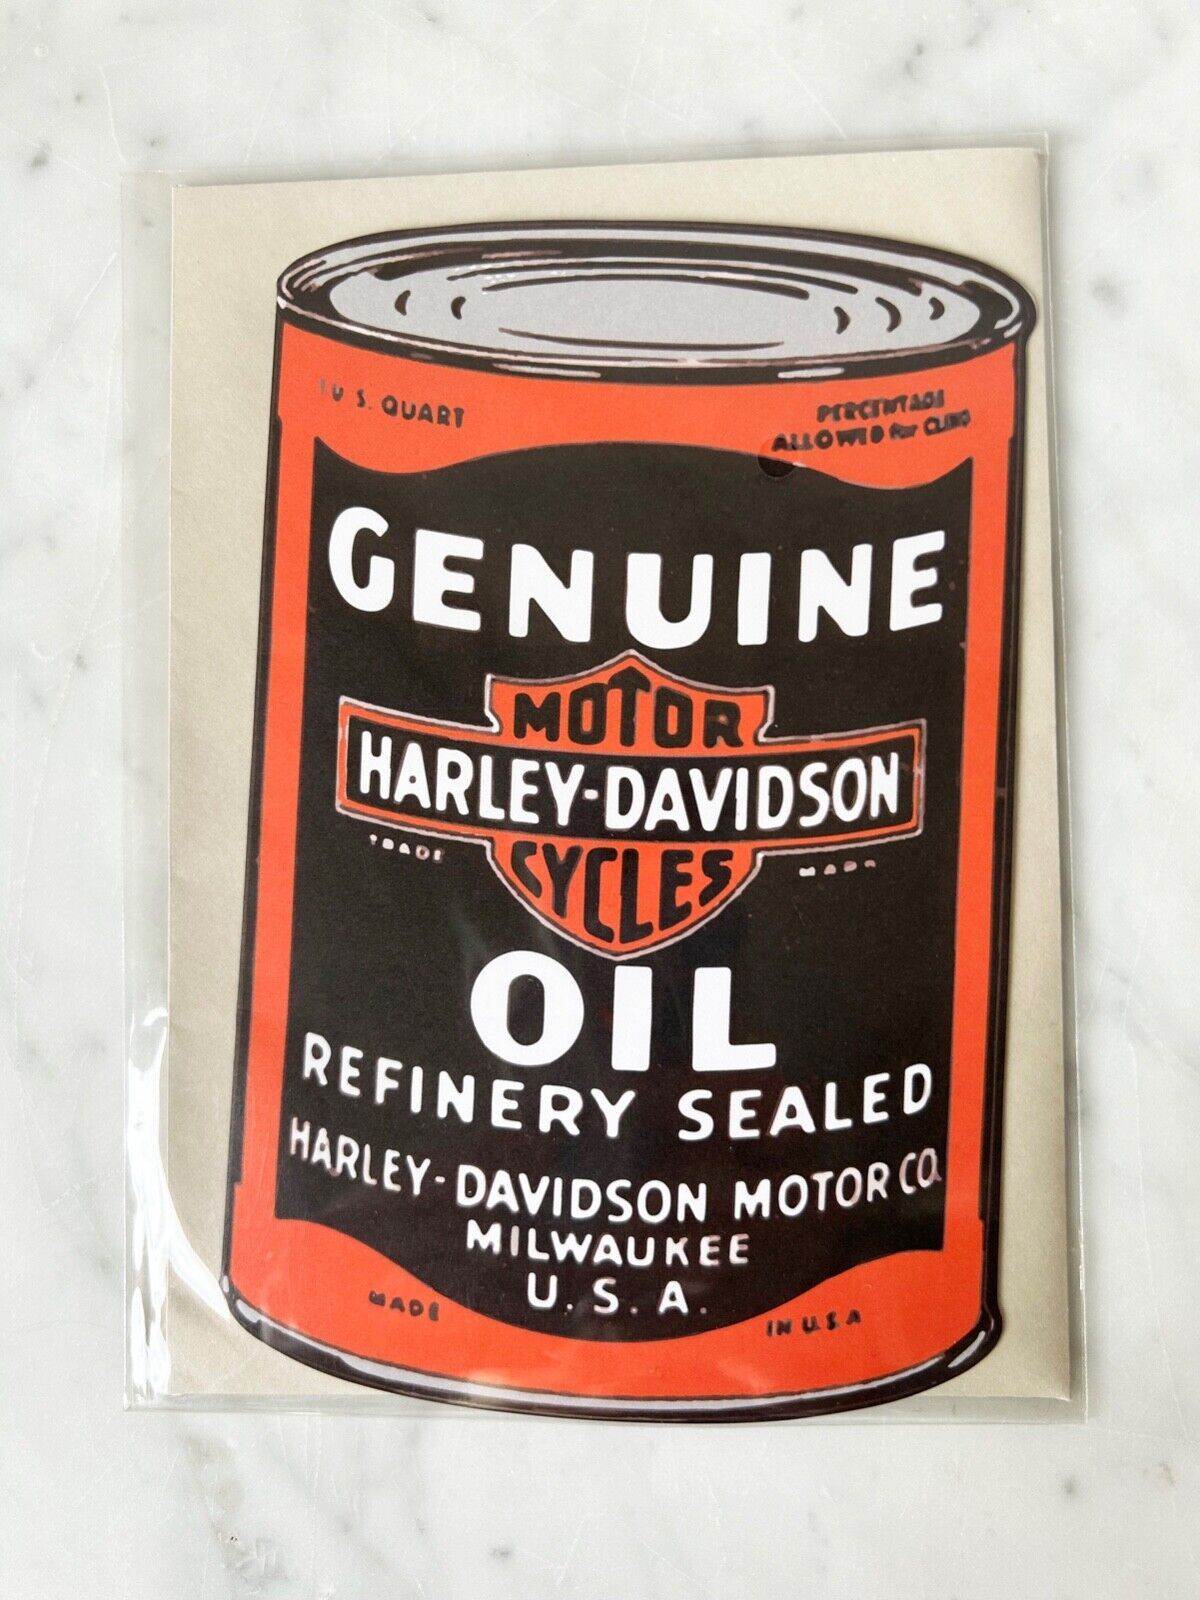 1 U.S. QUART
PERCENTAGE
ALLOWED for
GENUINE
MOTOR
HARLEY-DAVIDSON
TRADE MARK
CYCLES
OIL
REFINERY SEALED
HARLEY-DAVIDSON MOTOR CO.
MILWAUKEE
U. S. A.
MADE IN U.S.A